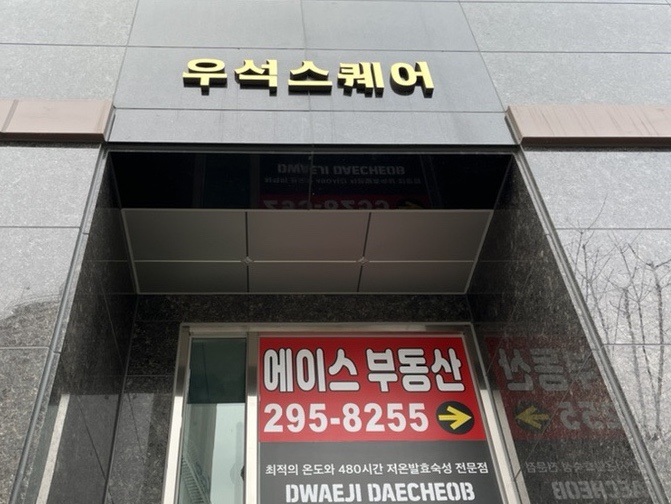 우석스퀘어
에이스 부동산
295-8255
최적의 온도와 480시간 저온발효숙성 전문점
DWAEJI DAECHEOB